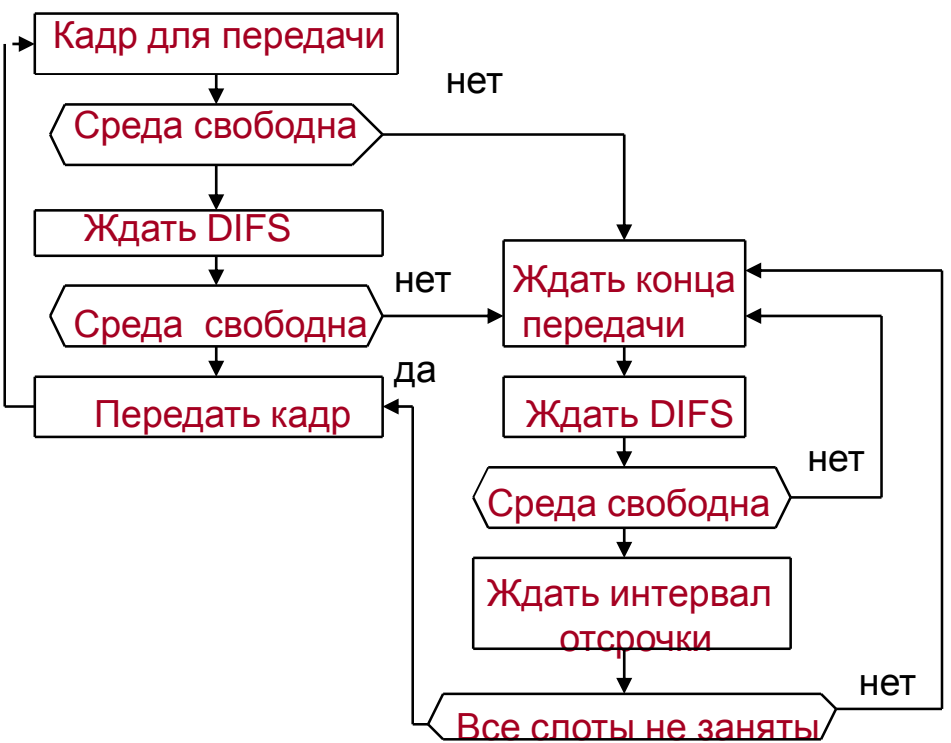 Кадр для передачи
нет
Среда свободна
Ждать DIFS
нет
Среда свободна
Ждать конца
передачи
да
Передать кадр
Ждать DIFS
нет
Среда свободна
Ждать интервал
отсрочки
нет
Все слоты не заняты